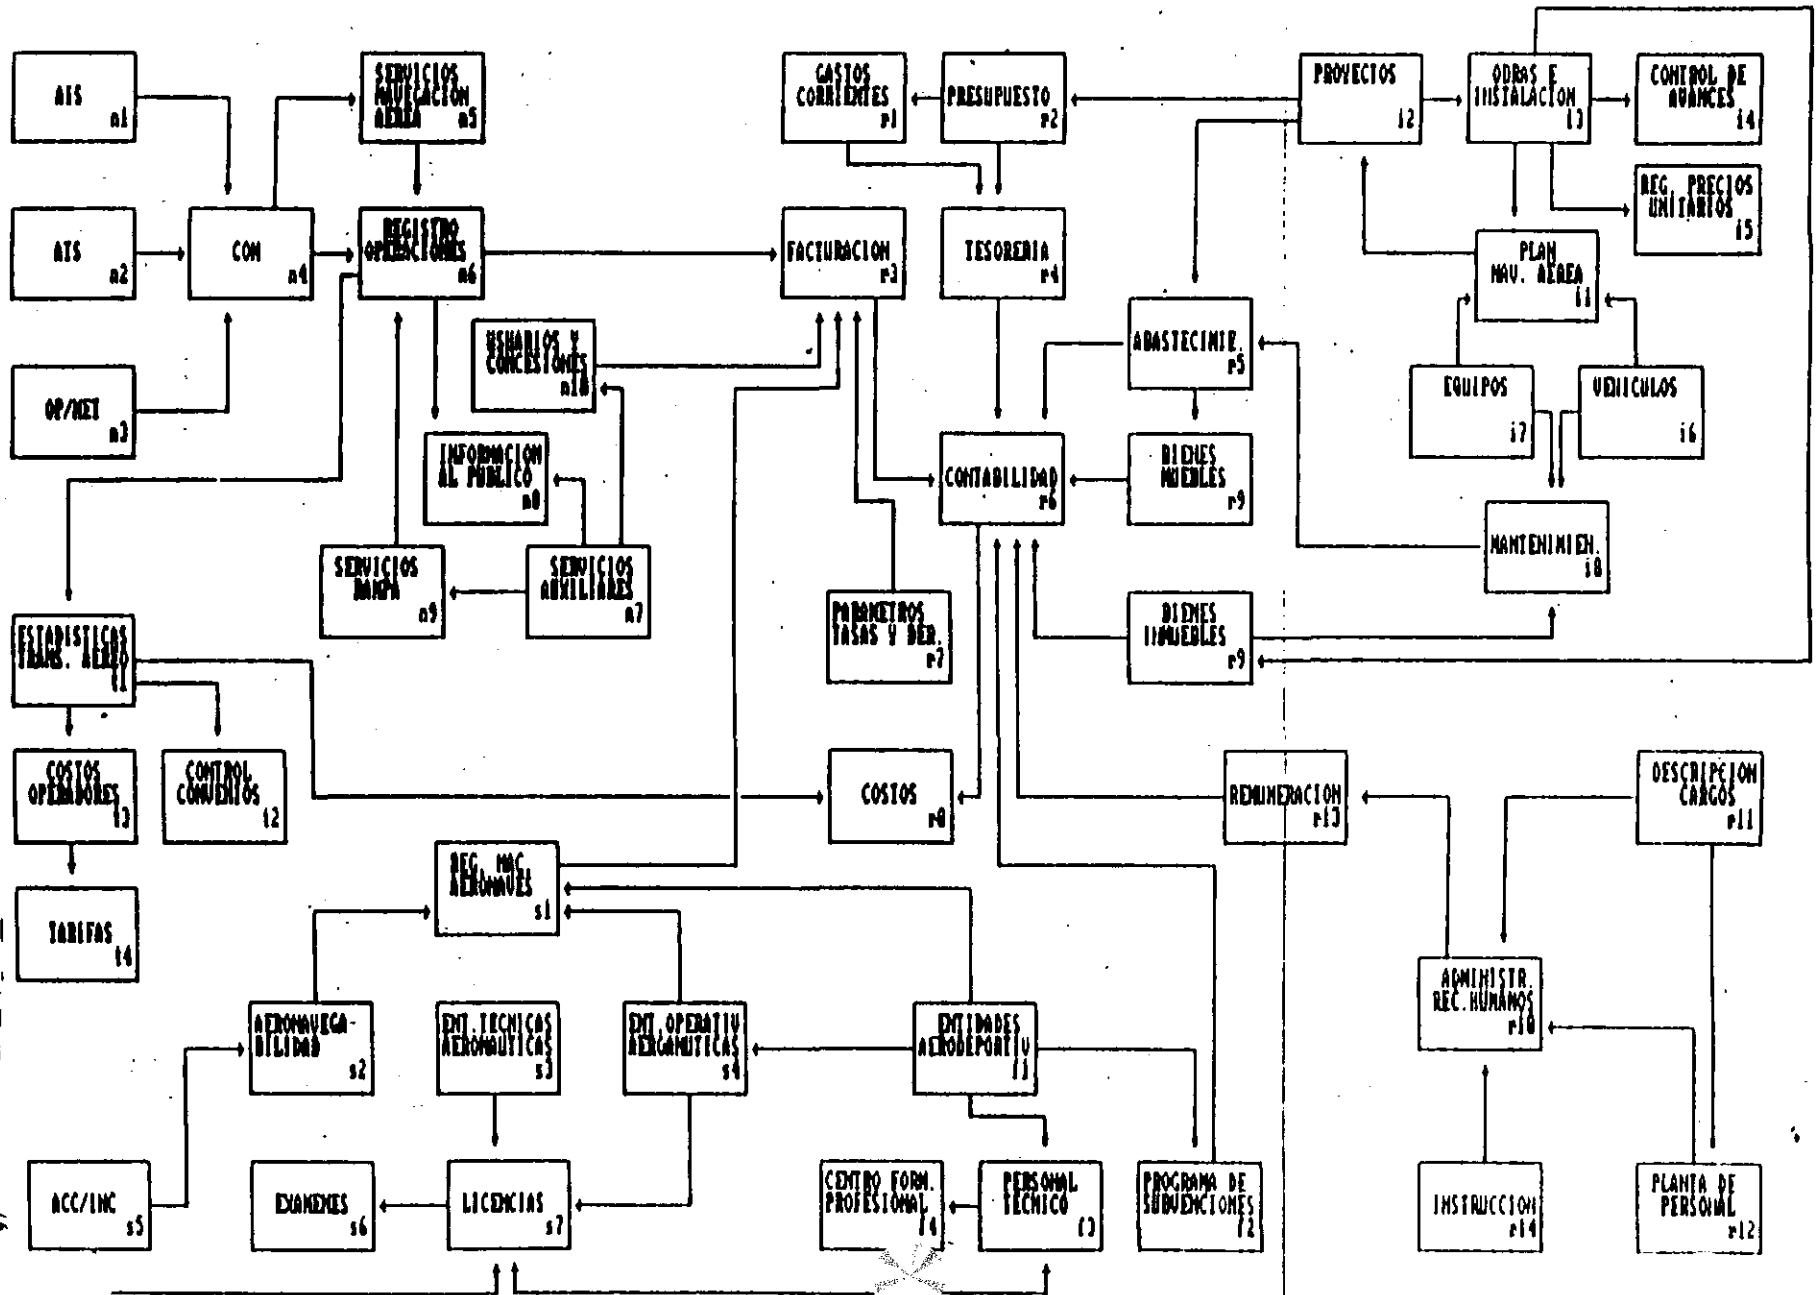 AIS
n1
SERVICIOS
NAVEGACION
AEREA n5
GASTOS
CORRIENTES
r1
PRESUPUESTO
r2
PROYECTOS
i2
OBRAS E
INSTALACION
i3
CONTROL DE
AVANCES
i4
REG. PRECIOS
UNITARIOS
i5
ATS
n2
COM
n4
REGISTRO
OPERACIONES
n6
FACTURACION
r3
TESORERIA
r4
PLAN
NAV. AEREA
i1
ABASTECIMIE.
r5
USUARIOS Y
CONCESIONES
n10
OP/MET
n3
EQUIPOS
i7
VEHICULOS
i6
INFORMACION
AL PUBLICO
n8
CONTABILIDAD
r6
BIENES
MUEBLES
r9
MANTENIMIEN.
i8
SERVICIOS
RAMPA
n9
SERVICIOS
AUXILIARES
n7
PARAMETROS
TASAS Y DER.
r7
BIENES
INMUEBLES
r9
ESTADISTICAS
TRANS. AEREO
t1
COSTOS
OPERADORES
t3
CONTROL
CONVENIOS
t2
COSTOS
r8
REMUNERACION
r13
DESCRIPCION
CARGOS
r11
REG. MAC.
AERONAVES
s1
TARIFAS
t4
ADMINISTR.
REC.HUMANOS
r10
AERONAVEGA-
BILIDAD
s2
ENT.TECNICAS
AERONAUTICAS
s3
ENT.OPERATIV
AERONAUTICAS
s4
ENTIDADES
AERODEPORTIV
f1
ACC/INC
s5
EXAMENES
s6
LICENCIAS
s7
CENTRO FORM.
PROFESIONAL
f4
PERSONAL
TECNICO
f3
PROGRAMA DE
SUBVENCIONES
f2
INSTRUCCION
r14
PLANTA DE
PERSONAL
r12